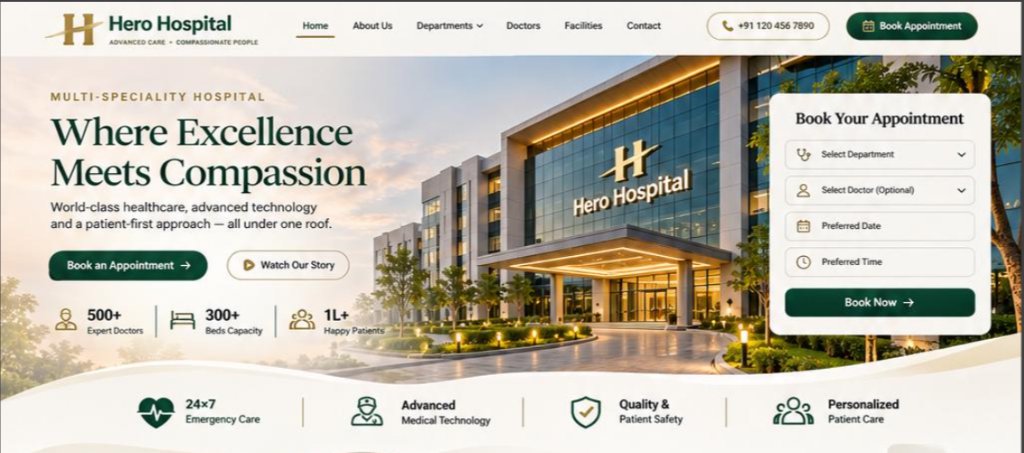 Hero Hospital
ADVANCED CARE • COMPASSIONATE PEOPLE
Home
About Us
Departments
Doctors
Facilities
Contact
+91 120 456 7890
Book Appointment
MULTI-SPECIALITY HOSPITAL
Where Excellence
Meets Compassion
World-class healthcare, advanced technology
and a patient-first approach — all under one roof.
Book an Appointment →
Watch Our Story
500+
Expert Doctors
300+
Beds Capacity
1L+
Happy Patients
H
Hero Hospital
Book Your Appointment
Select Department
Select Doctor (Optional)
Preferred Date
Preferred Time
Book Now →
24×7
Emergency Care
Advanced
Medical Technology
Quality &
Patient Safety
Personalized
Patient Care